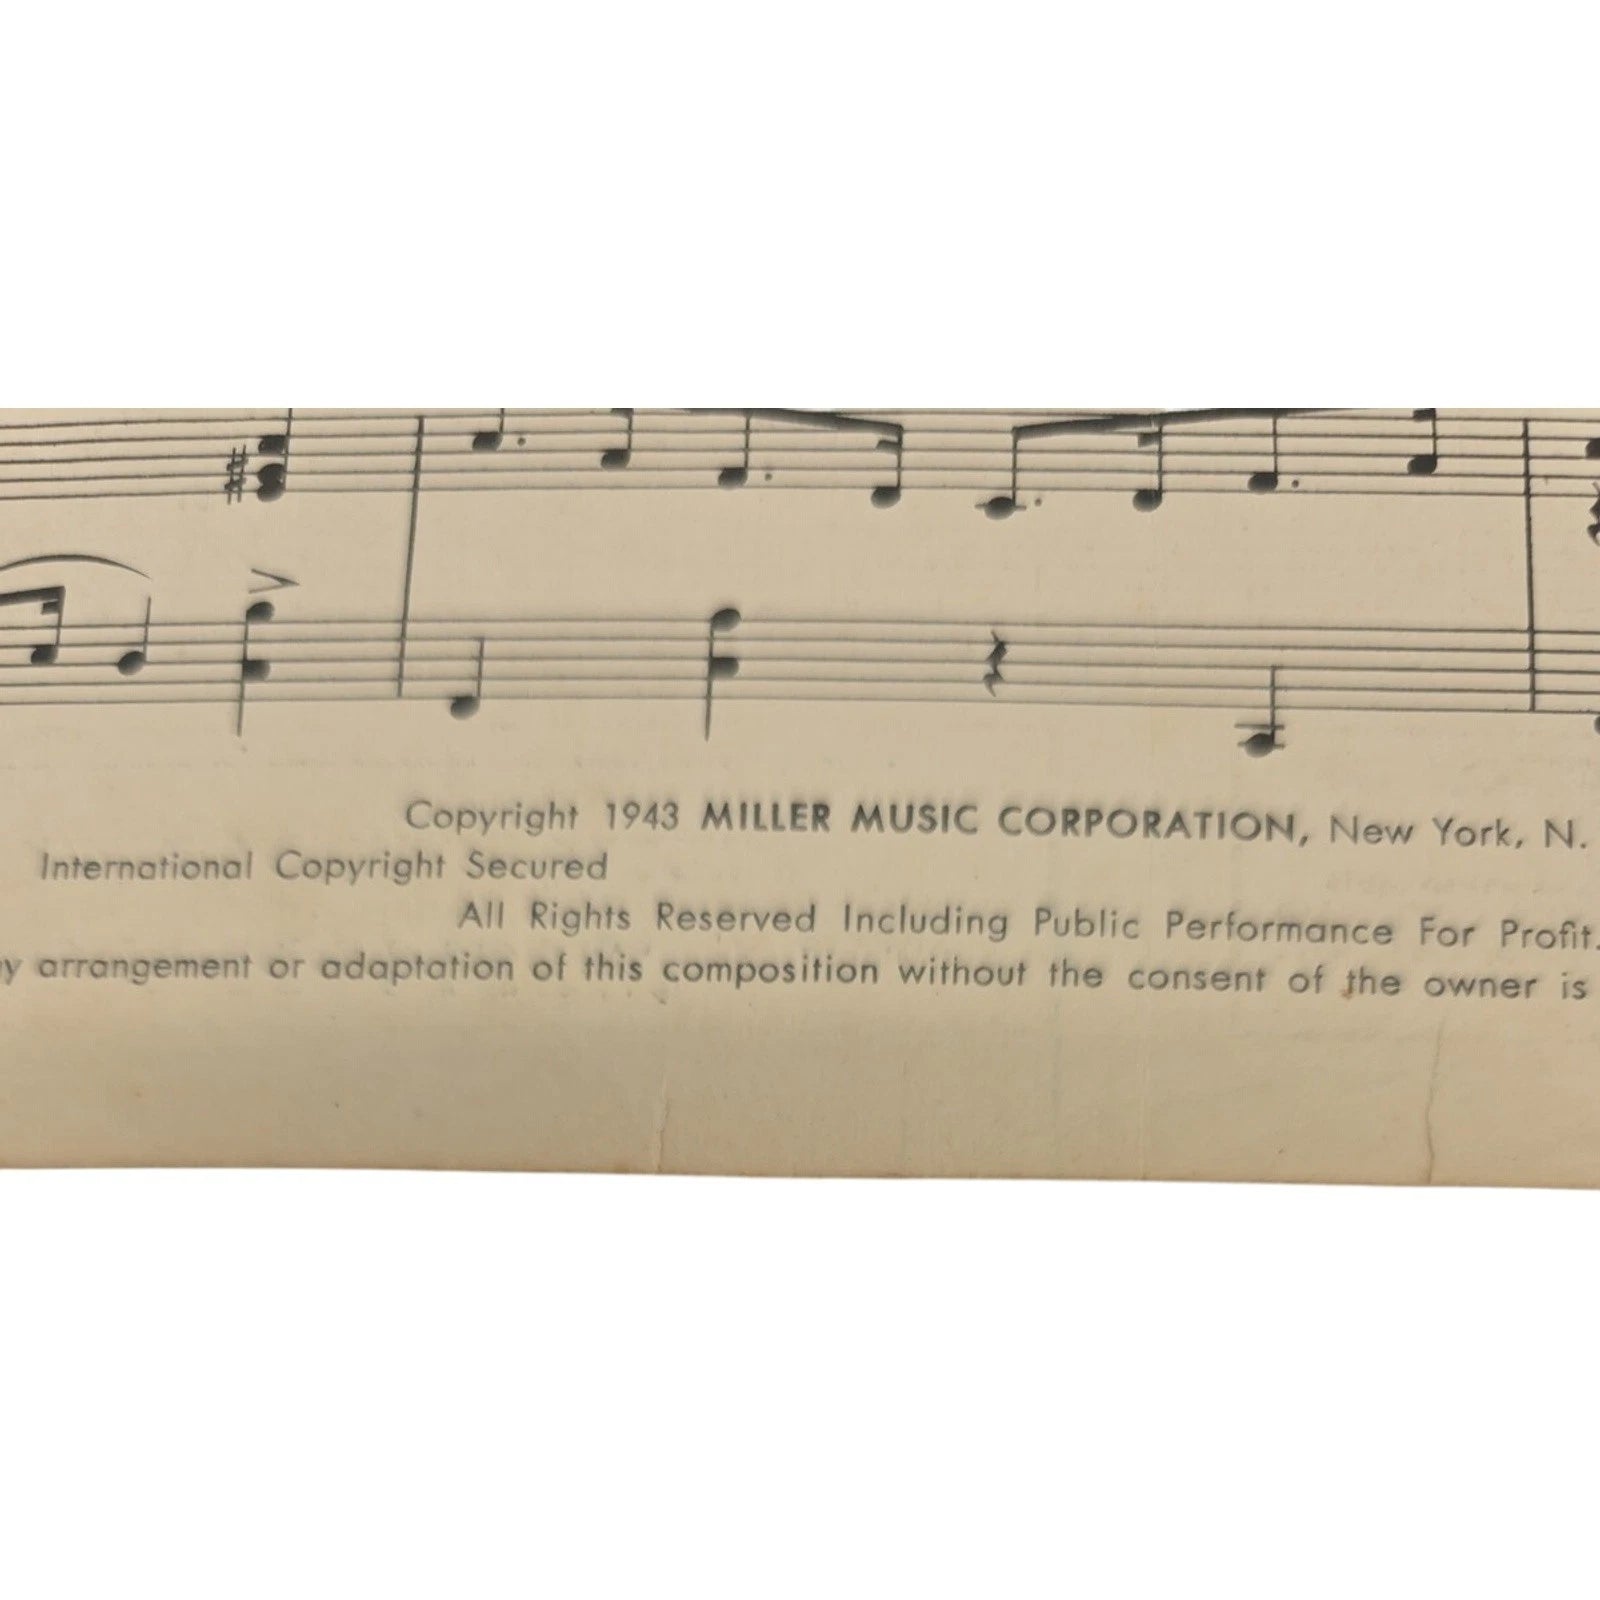 Copyright 1943 MILLER MUSIC CORPORATION, New York, N.
International Copyright Secured
All Rights Reserved Including Public Performance For Profit.
arrangement or adaptation of this composition without the consent of the owner is